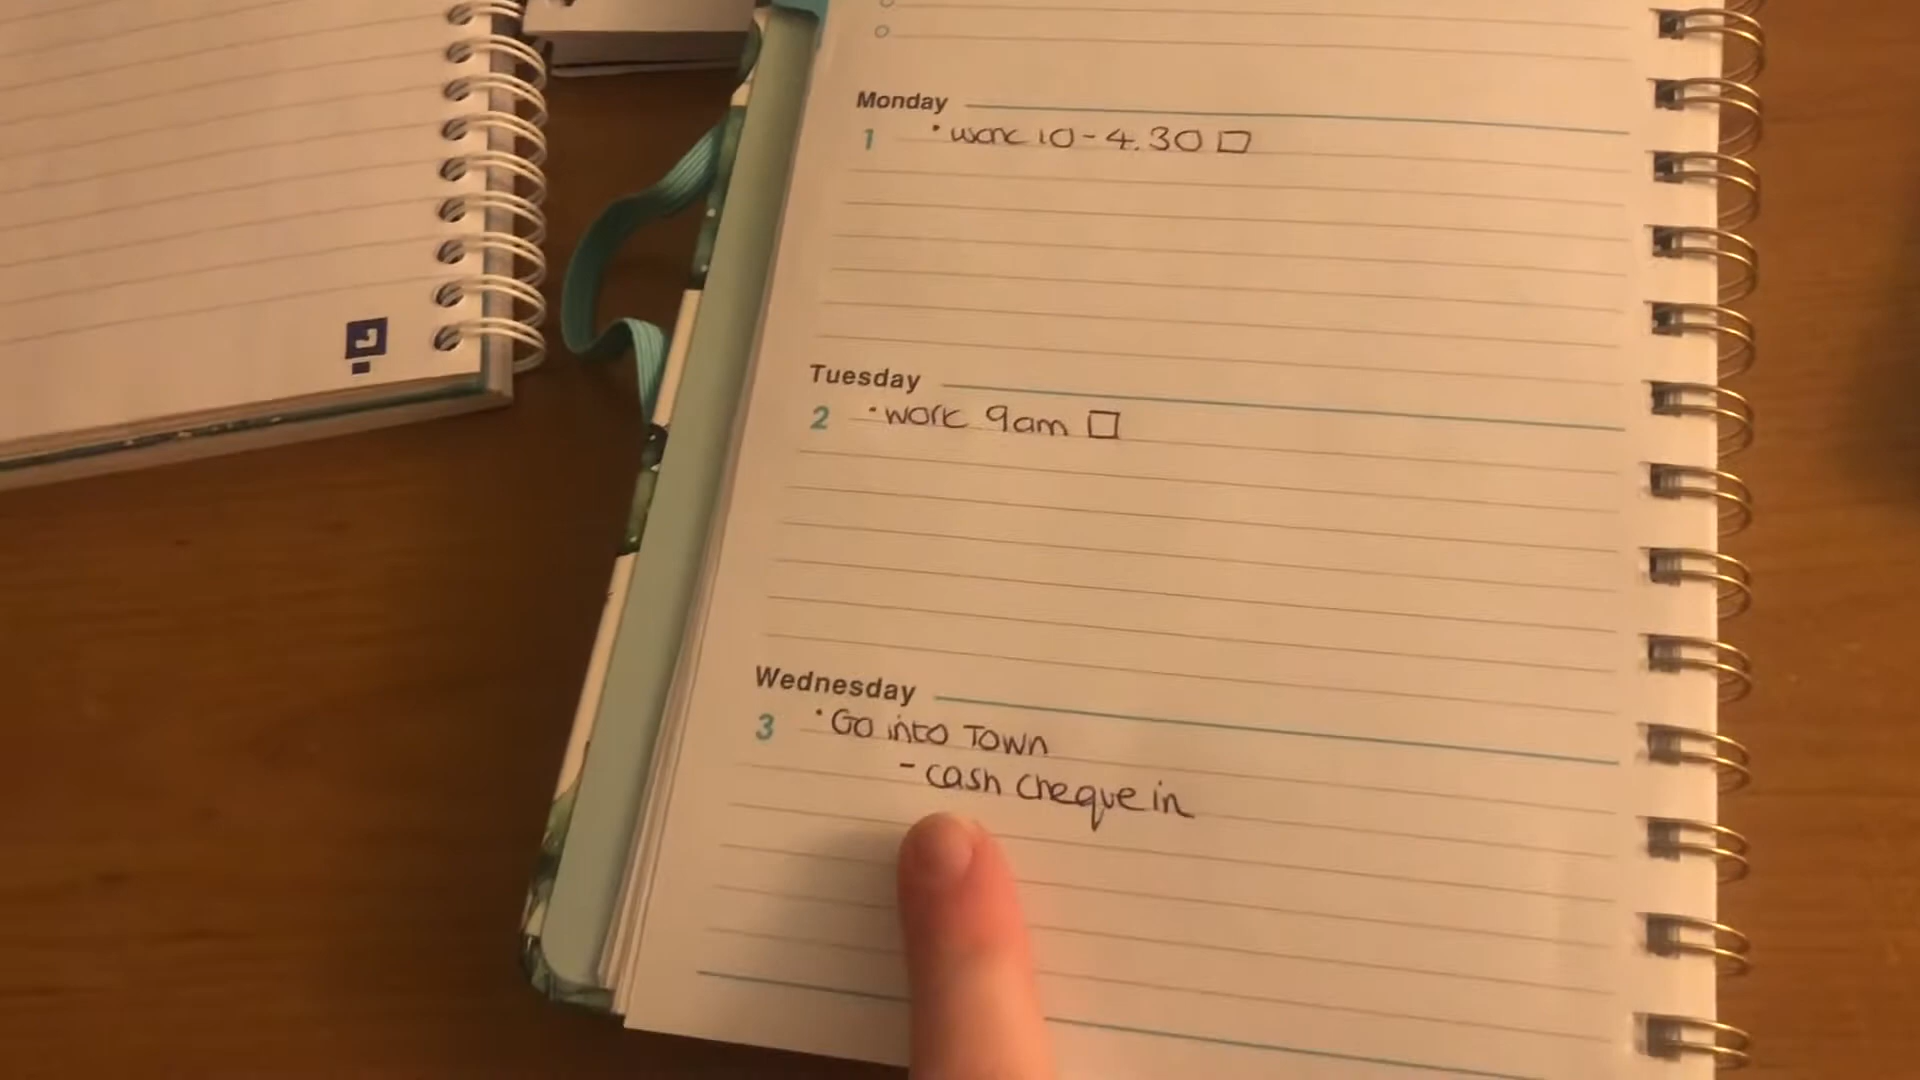 Monday
1 • work 10-4.30 □
Tuesday
2 • work 9am □
Wednesday
3 • Go into Town
- cash cheque in